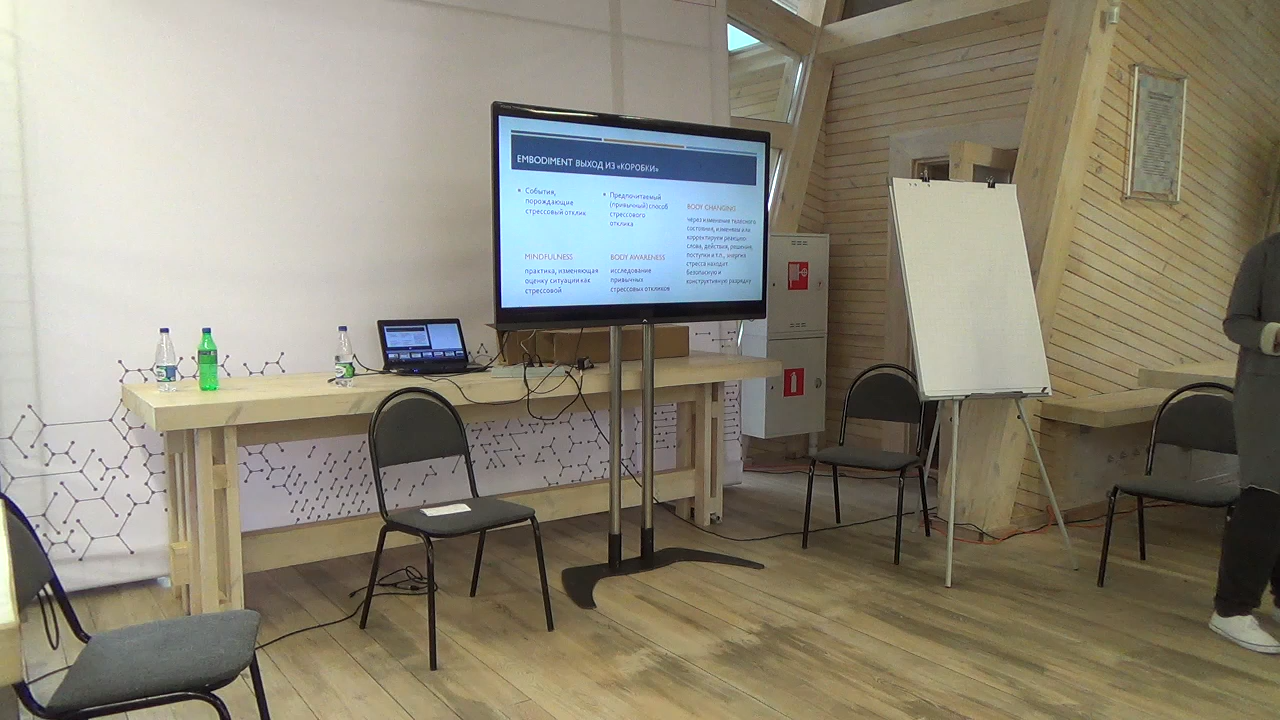 EMBODIMENT ВЫХОД ИЗ «КОРОБКИ»
События,
порождающие
стрессовый отклик
Предпочитаемый
(привычный) способ
стрессового
отклика
MINDFULNESS
практика, изменяющая
оценку ситуации как
стрессовой
BODY AWARENESS
исследование
привычных
стрессовых откликов
BODY CHANGING
через изменение телесного
состояния, изменяем или
корректируем реакцию:
слова, действия, решения,
поступки и т.п., энергия
стресса находит
безопасную и
конструктивную разрядку